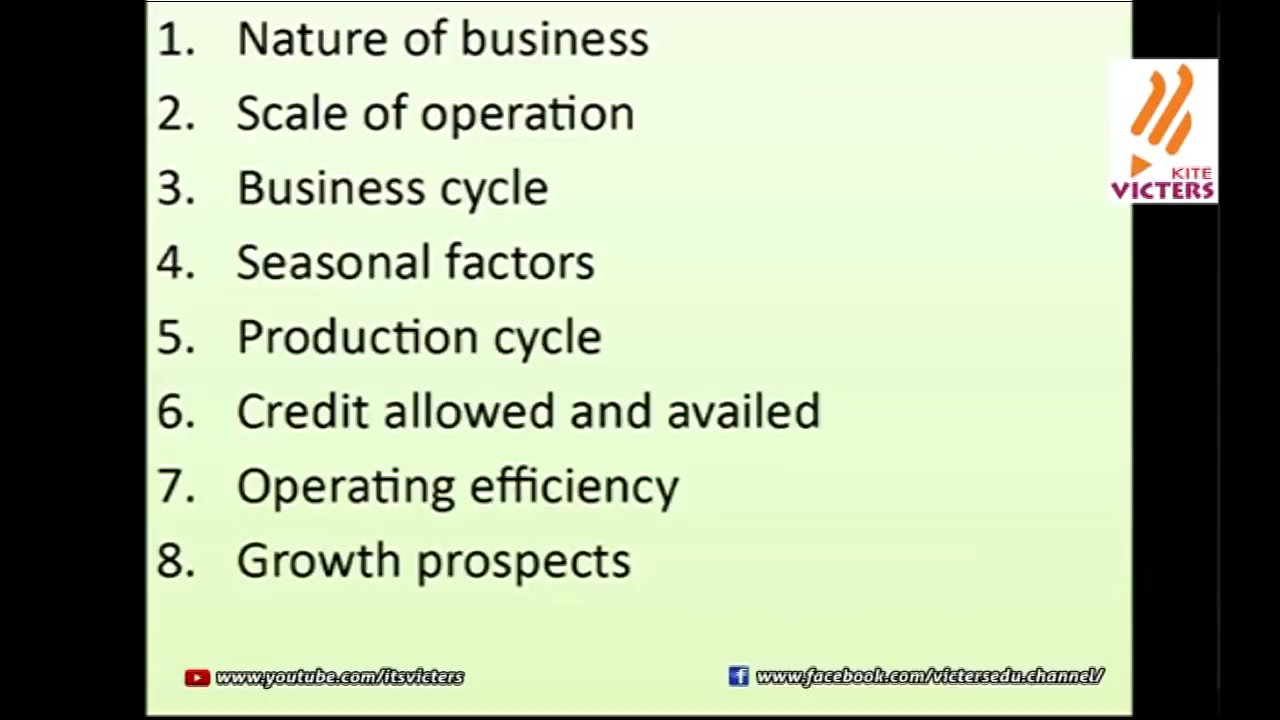 1. Nature of business
2. Scale of operation
3. Business cycle
4. Seasonal factors
5. Production cycle
6. Credit allowed and availed
7. Operating efficiency
8. Growth prospects
KITE
VICTERS
www.youtube.com/itsvicters
www.facebook.com/victersedu.channel/